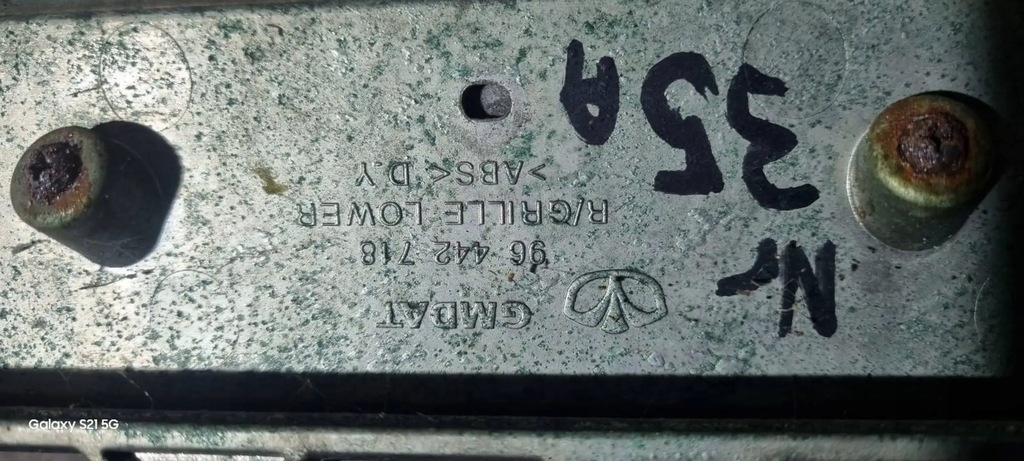 GMDAT
96 442 718
R/GRILLE LOWER
>ABS< D.Y
Nr
35A
Galaxy S21 5G